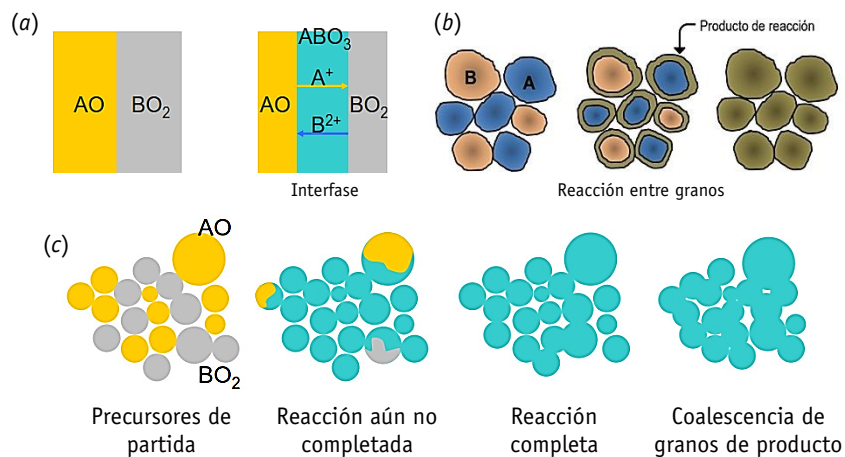 (a)
AO
BO₂
ABO₃
AO
A⁺
B²⁺
BO₂
Interfase
(b)
B
A
Producto de reacción
Reacción entre granos
(c)
AO
BO₂
Precursores de
partida
Reacción aún no
completada
Reacción
completa
Coalescencia de
granos de producto